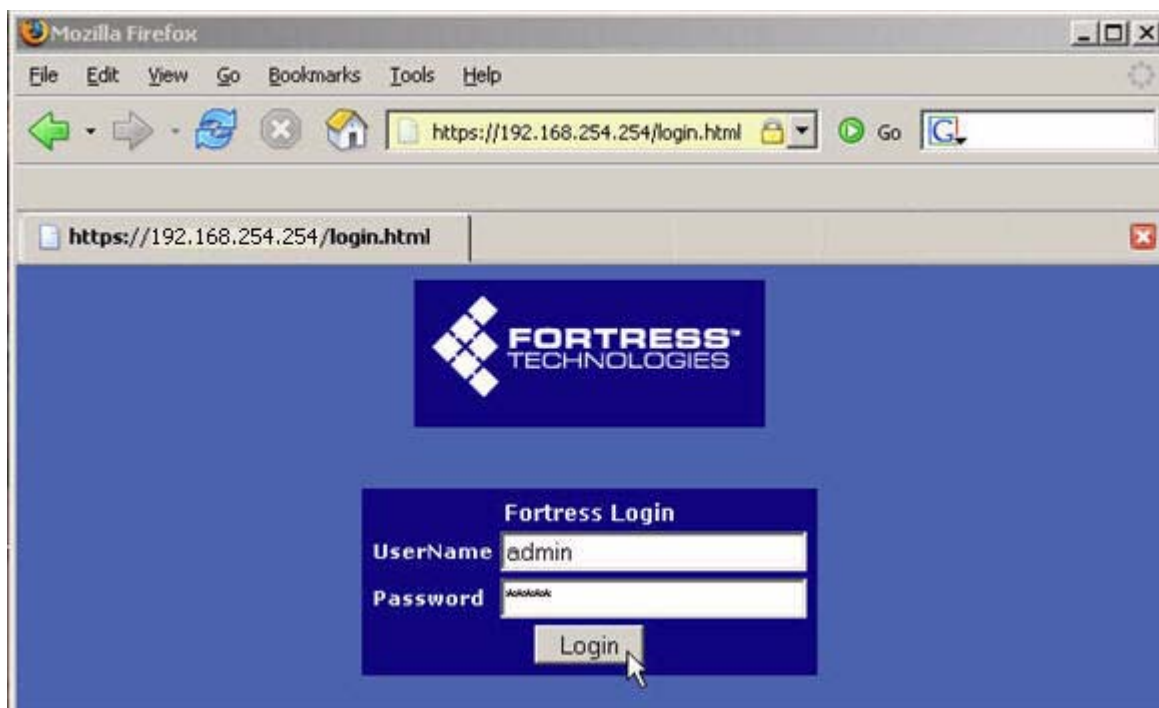 Mozilla Firefox
File Edit View Go Bookmarks Tools Help
https://192.168.254.254/login.html Go G
https://192.168.254.254/login.html
FORTRESS™
TECHNOLOGIES
Fortress Login
UserName admin
Password *****
Login